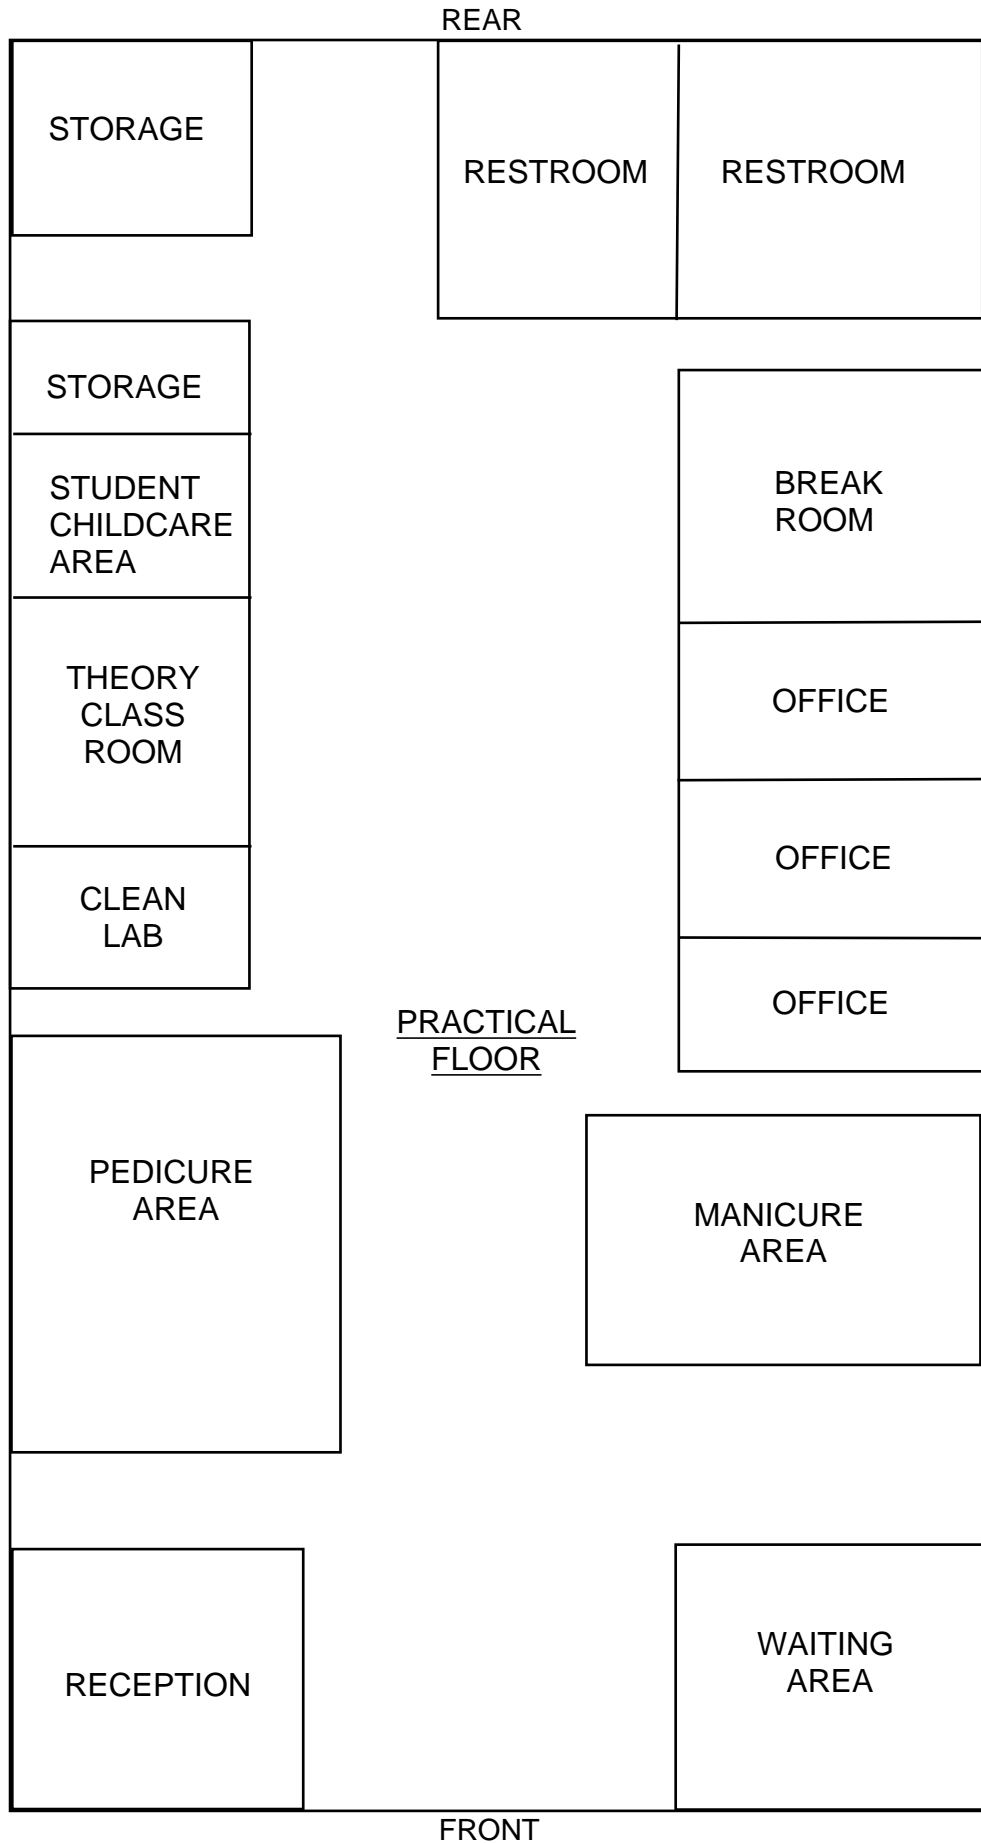 REAR
STORAGE
RESTROOM
RESTROOM
STORAGE
STUDENT
CHILDCARE
AREA
BREAK
ROOM
THEORY
CLASS
ROOM
OFFICE
OFFICE
CLEAN
LAB
OFFICE
PRACTICAL
FLOOR
PEDICURE
AREA
MANICURE
AREA
RECEPTION
WAITING
AREA
FRONT